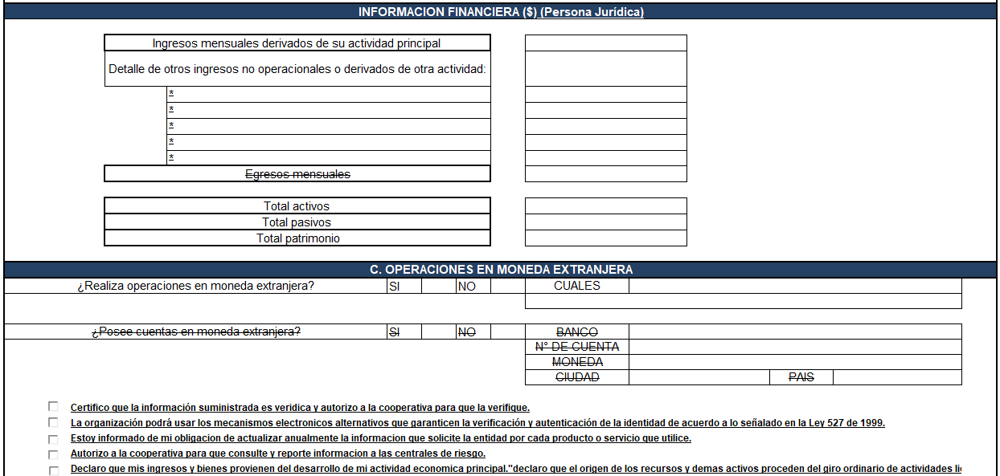 INFORMACION FINANCIERA ($) (Persona Jurídica)
Ingresos mensuales derivados de su actividad principal
Detalle de otros ingresos no operacionales o derivados de otra actividad:
*
*
*
*
*
Egresos mensuales
Total activos
Total pasivos
Total patrimonio
C. OPERACIONES EN MONEDA EXTRANJERA
¿Realiza operaciones en moneda extranjera? SI NO CUALES
¿Posee cuentas en moneda extranjera? SI NO BANCO
N° DE CUENTA
MONEDA
CIUDAD PAIS
Certifico que la información suministrada es veridica y autorizo a la cooperativa para que la verifique.
La organización podrá usar los mecanismos electronicos alternativos que garanticen la verificación y autenticación de la identidad de acuerdo a lo señalado en la Ley 527 de 1999.
Estoy informado de mi obligacion de actualizar anualmente la informacion que solicite la entidad por cada producto o servicio que utilice.
Autorizo a la cooperativa para que consulte y reporte informacion a las centrales de riesgo.
Declaro que mis ingresos y bienes provienen del desarrollo de mi actividad economica principal."declaro que el origen de los recursos y demas activos proceden del giro ordinario de actividades